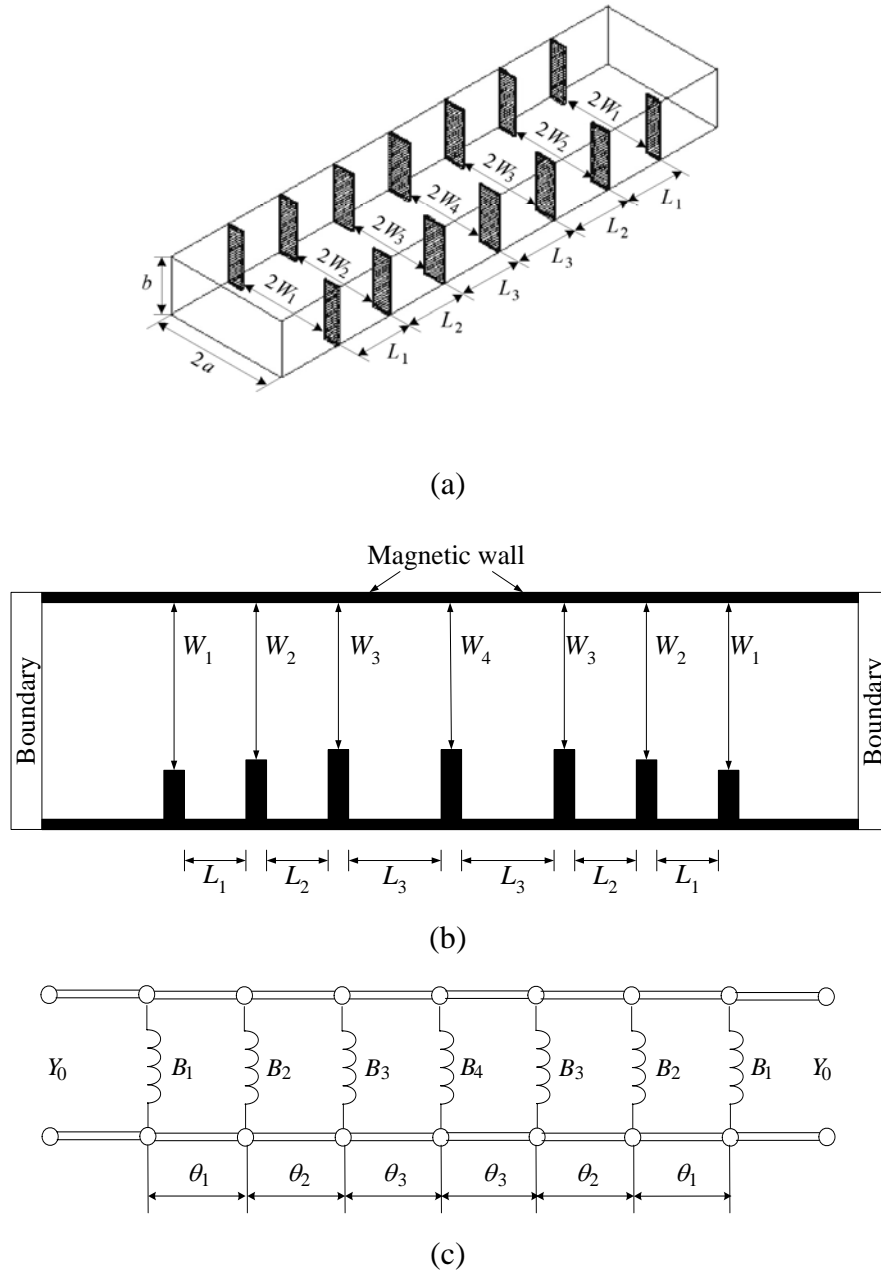 2W₁
2W₂
2W₃
2W₄
2W₃
2W₂
2W₁
b
2a
L₁
L₂
L₃
L₃
L₂
L₁
(a)
Magnetic wall
Boundary
W₁ W₂ W₃ W₄ W₃ W₂ W₁
Boundary
L₁ L₂ L₃ L₃ L₂ L₁
(b)
Y₀ B₁ B₂ B₃ B₄ B₃ B₂ B₁ Y₀
θ₁ θ₂ θ₃ θ₃ θ₂ θ₁
(c)